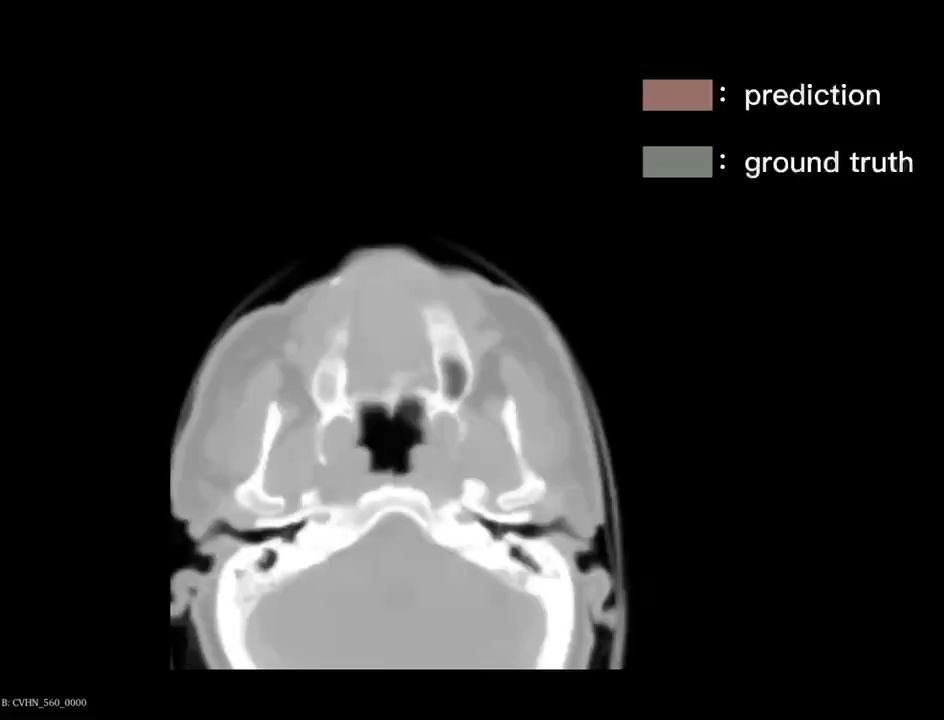 : prediction
: ground truth
B: CVHN_560_0000